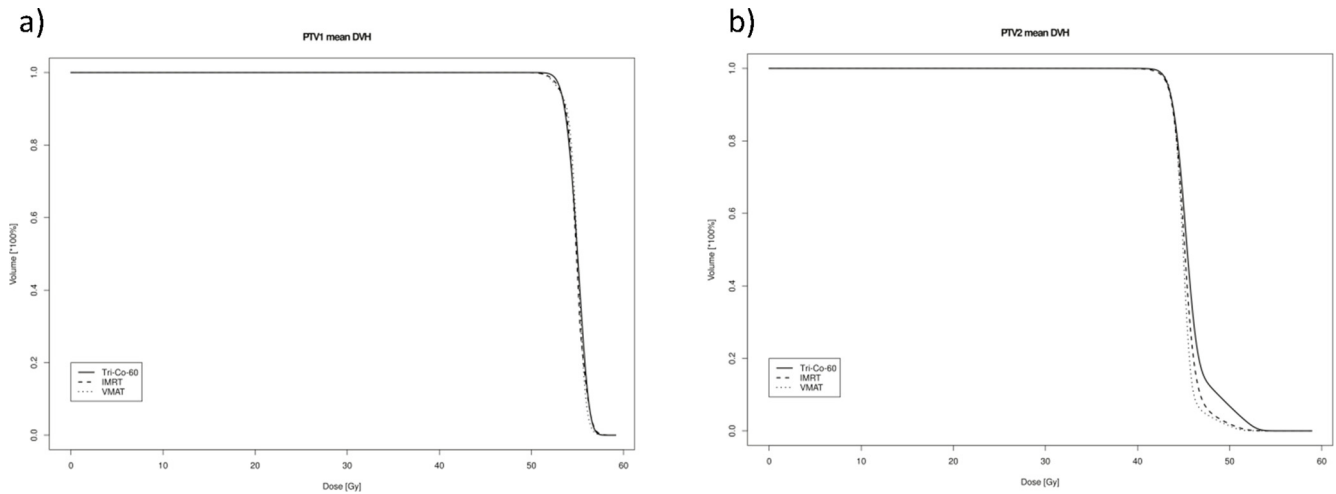 a)
PTV1 mean DVH
Volume [*100%]
1.0
0.8
0.6
0.4
0.2
0.0
Tri-Co-60
IMRT
VMAT
0 10 20 30 40 50 60
Dose [Gy]
b)
PTV2 mean DVH
Volume [*100%]
1.0
0.8
0.6
0.4
0.2
0.0
Tri-Co-60
IMRT
VMAT
0 10 20 30 40 50 60
Dose [Gy]